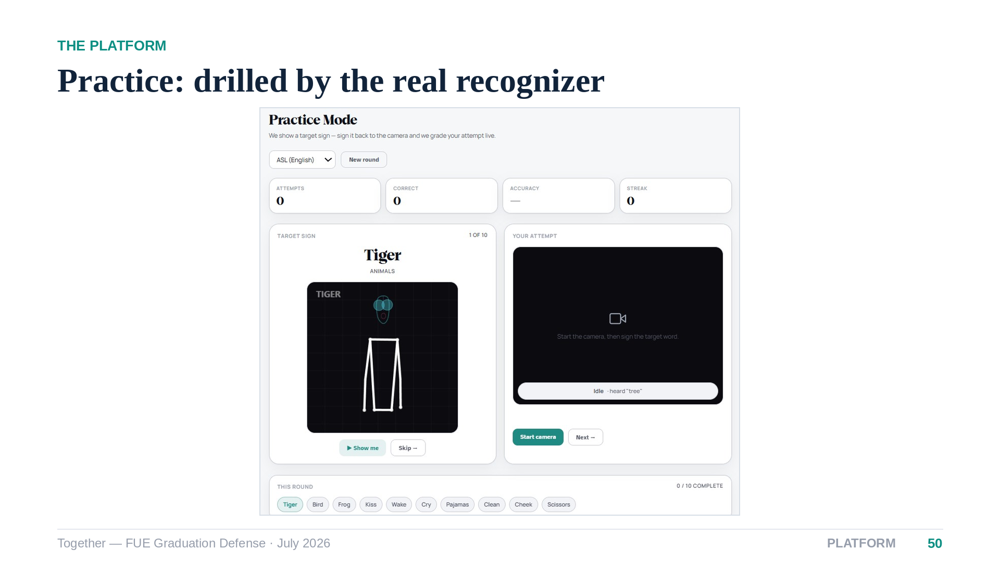 THE PLATFORM
Practice: drilled by the real recognizer
Practice Mode
We show a target sign — sign it back to the camera and we grade your attempt live.
ASL (English)
New round
ATTEMPTS
0
CORRECT
0
ACCURACY
—
STREAK
0
TARGET SIGN
1 OF 10
Tiger
ANIMALS
TIGER
▶ Show me
Skip →
YOUR ATTEMPT
Start the camera, then sign the target word.
Idle · heard "tree"
Start camera
Next →
THIS ROUND
0 / 10 COMPLETE
Tiger Bird Frog Kiss Wake Cry Pajamas Clean Cheek Scissors
Together — FUE Graduation Defense · July 2026
PLATFORM 50